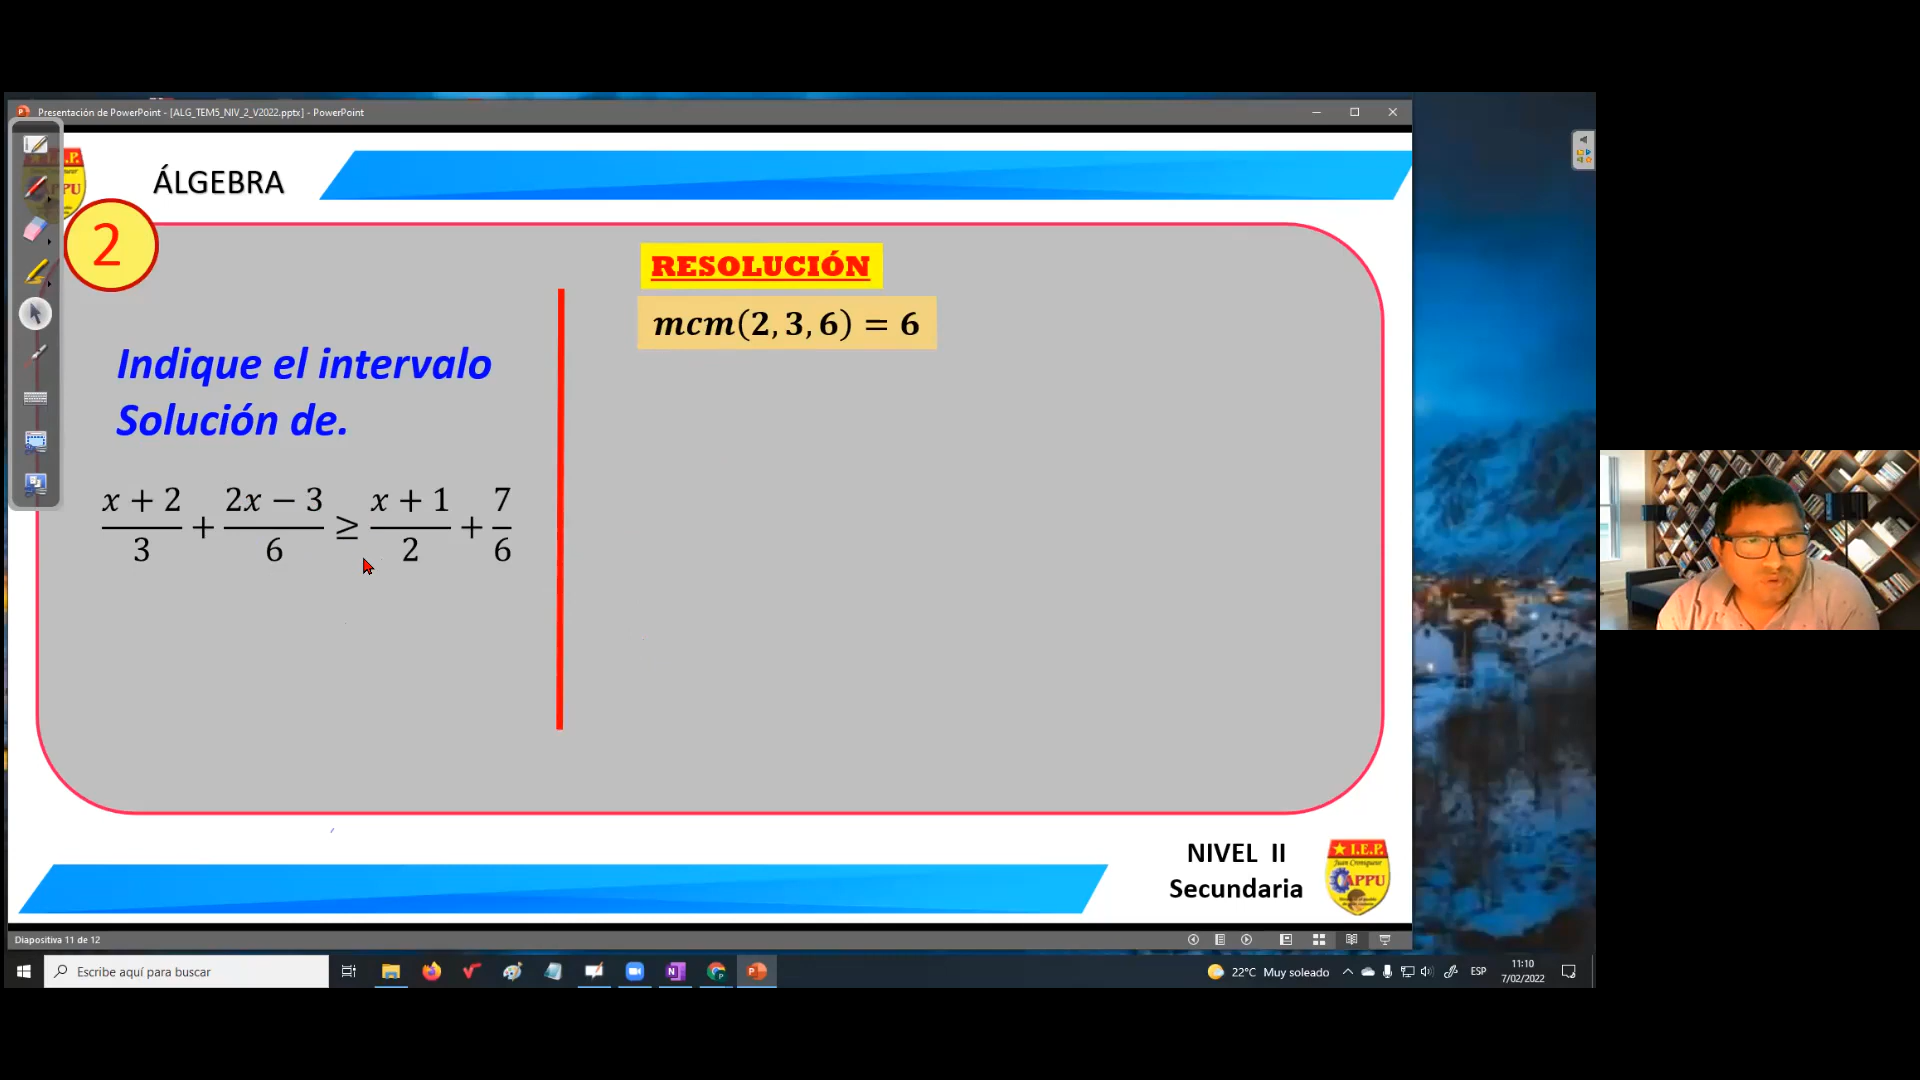 Presentación de PowerPoint - [ALG_TEM5_NIV_2_V2022.pptx] - PowerPoint
ÁLGEBRA
2
RESOLUCIÓN
mcm(2, 3, 6) = 6
Indique el intervalo
Solución de.
(x + 2)/3 + (2x − 3)/6 ≥ (x + 1)/2 + 7/6
NIVEL II
Secundaria
I.E.P.
APPU
Diapositiva 11 de 12
Escribe aquí para buscar
22°C Muy soleado
ESP
11:10
7/02/2022